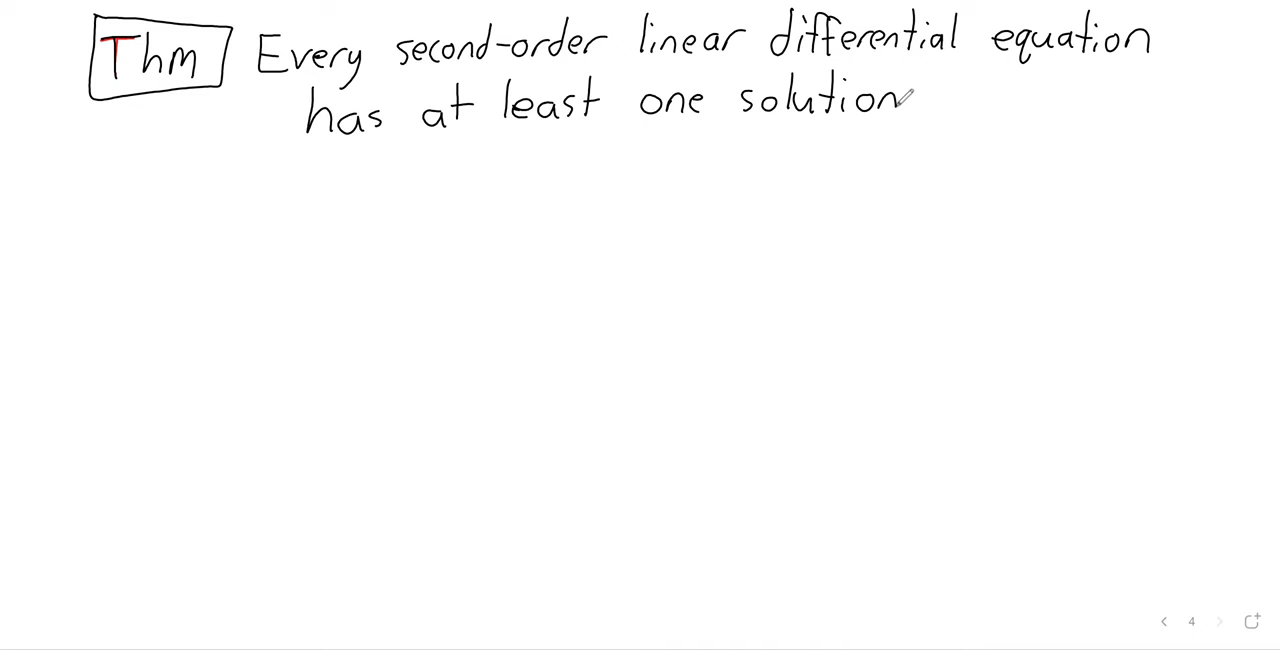 Thm Every second-order linear differential equation
has at least one solution
4